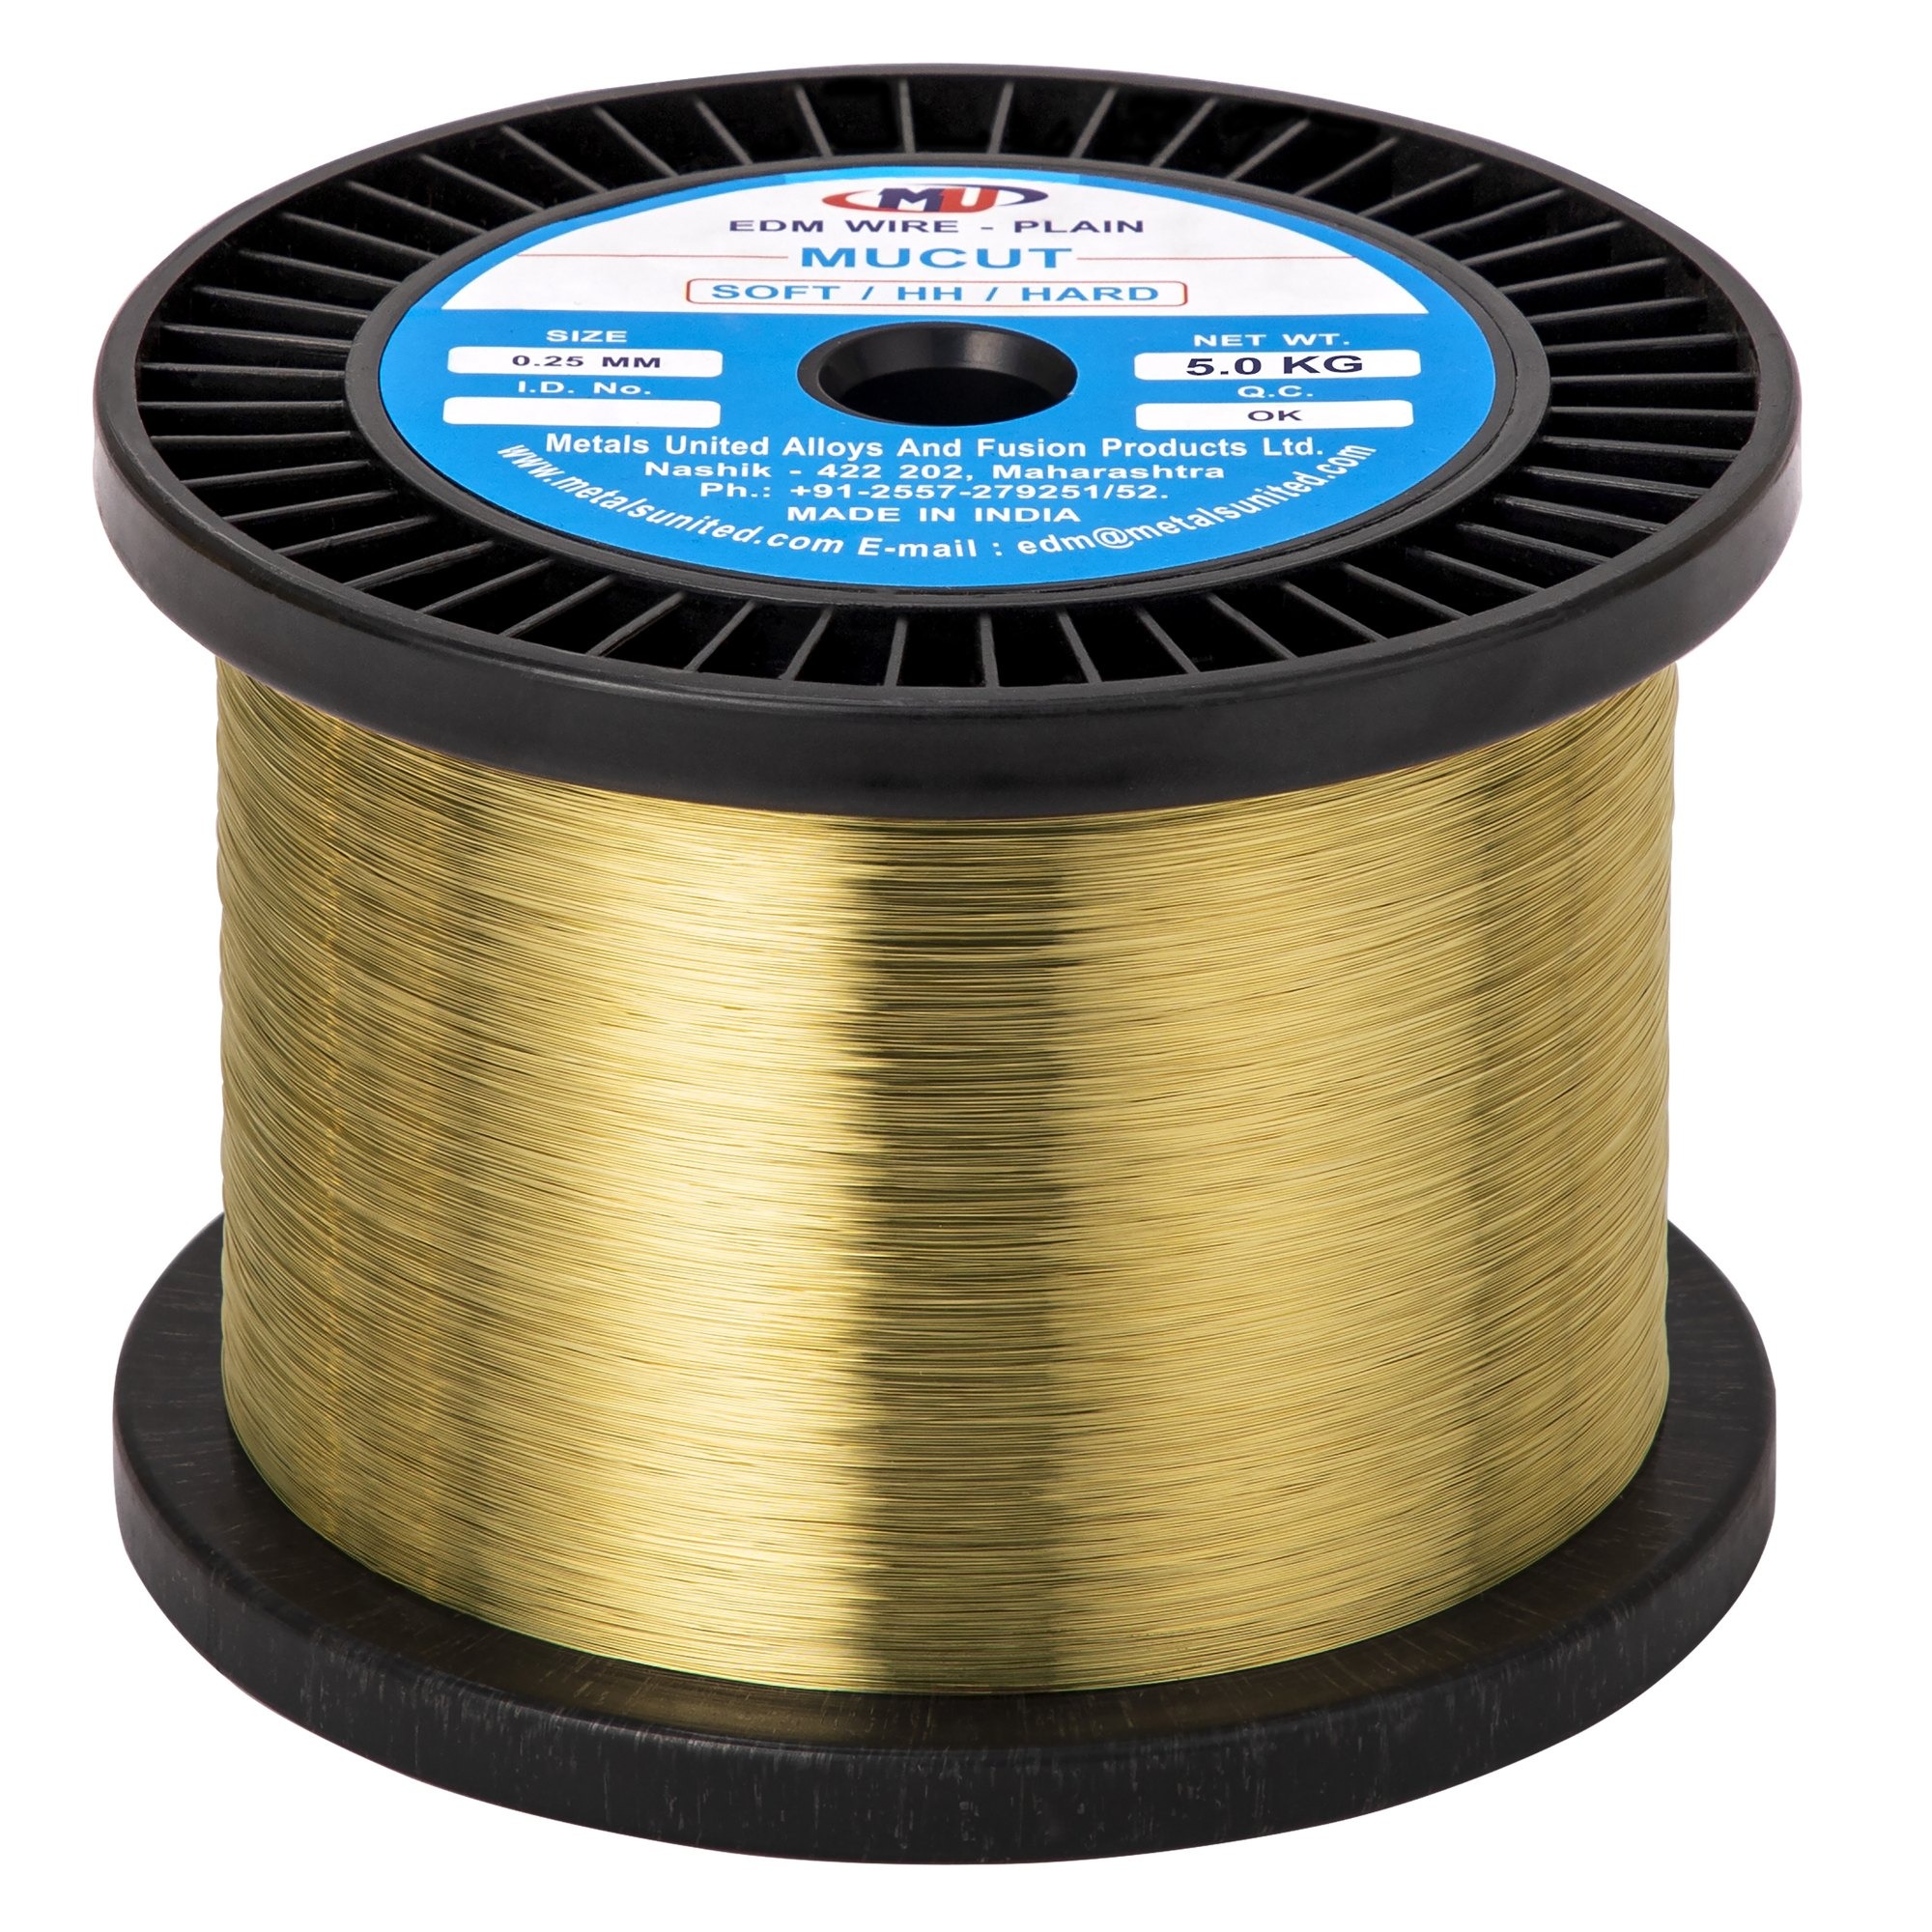 MU
EDM WIRE - PLAIN
MUCUT
SOFT / HH / HARD
SIZE
0.25 MM
I.D. No.
NET WT.
5.0 KG
Q.C.
OK
Metals United Alloys And Fusion Products Ltd.
Nashik - 422 202, Maharashtra
Ph.: +91-2557-279251/52.
MADE IN INDIA
www.metalsunited.com E-mail : edm@metalsunited.com